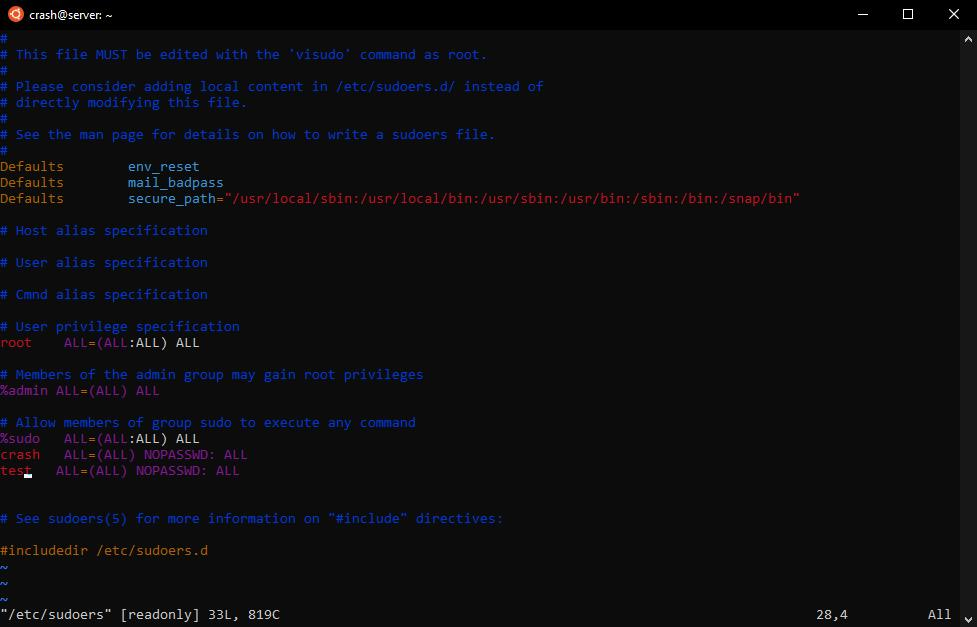 crash@server: ~
#
# This file MUST be edited with the 'visudo' command as root.
#
# Please consider adding local content in /etc/sudoers.d/ instead of
# directly modifying this file.
#
# See the man page for details on how to write a sudoers file.
#
Defaults        env_reset
Defaults        mail_badpass
Defaults        secure_path="/usr/local/sbin:/usr/local/bin:/usr/sbin:/usr/bin:/sbin:/bin:/snap/bin"
# Host alias specification
# User alias specification
# Cmnd alias specification
# User privilege specification
root    ALL=(ALL:ALL) ALL
# Members of the admin group may gain root privileges
%admin ALL=(ALL) ALL
# Allow members of group sudo to execute any command
%sudo   ALL=(ALL:ALL) ALL
crash   ALL=(ALL) NOPASSWD: ALL
test   ALL=(ALL) NOPASSWD: ALL
# See sudoers(5) for more information on "#include" directives:
#includedir /etc/sudoers.d
~
~
~
"/etc/sudoers" [readonly] 33L, 819C    28,4    All